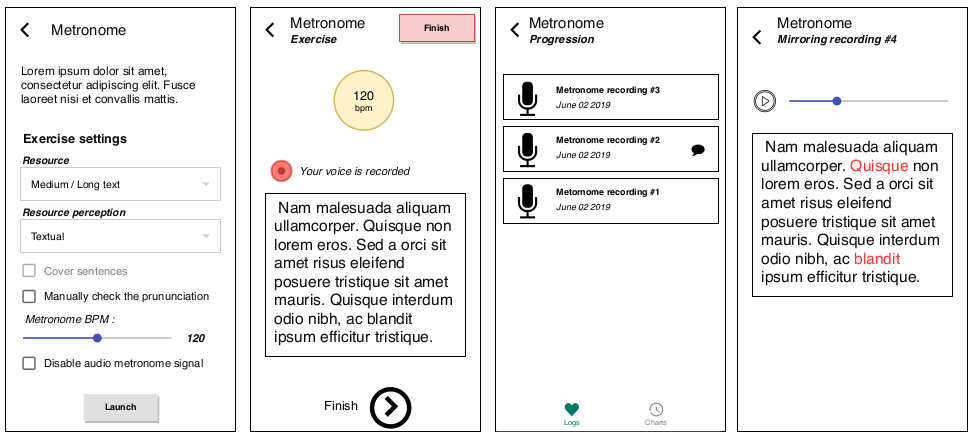 Metronome
Lorem ipsum dolor sit amet,
consectetur adipiscing elit. Fusce
laoreet nisi et convallis mattis.
Exercise settings
Resource
Medium / Long text
Resource perception
Textual
Cover sentences
Manually check the prununciation
Metronome BPM :
120
Disable audio metronome signal
Launch
Metronome
Exercise
Finish
120
bpm
Your voice is recorded
Nam malesuada aliquam
ullamcorper. Quisque non
lorem eros. Sed a orci sit
amet risus eleifend
posuere tristique sit amet
mauris. Quisque interdum
odio nibh, ac blandit
ipsum efficitur tristique.
Finish
Metronome
Progression
Metronome recording #3
June 02 2019
Metronome recording #2
June 02 2019
Metornome recording #1
June 02 2019
Logs
Charts
Metronome
Mirroring recording #4
Nam malesuada aliquam
ullamcorper. Quisque non
lorem eros. Sed a orci sit
amet risus eleifend
posuere tristique sit amet
mauris. Quisque interdum
odio nibh, ac blandit
ipsum efficitur tristique.